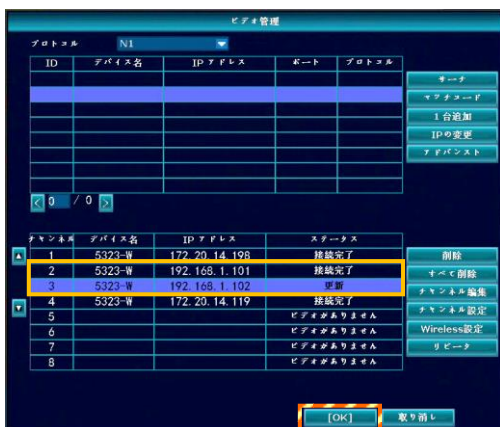 ビデオ管理
プロトコル N1
ID デバイス名 IPアドレス ポート プロトコル
サーチ
マッチコード
1台追加
IPの変更
アドバンスト
< 0 / 0 >
チャンネル デバイス名 IPアドレス ステータス
1 5323-W 172.20.14.198 接続完了 削除
2 5323-W 192.168.1.101 接続完了 すべて削除
3 5323-W 192.168.1.102 更新 チャンネル編集
4 5323-W 172.20.14.119 接続完了 チャンネル設定
5 ビデオがありません
6 ビデオがありません Wireless設定
7 ビデオがありません リピータ
8 ビデオがありません
[OK] 取り消し